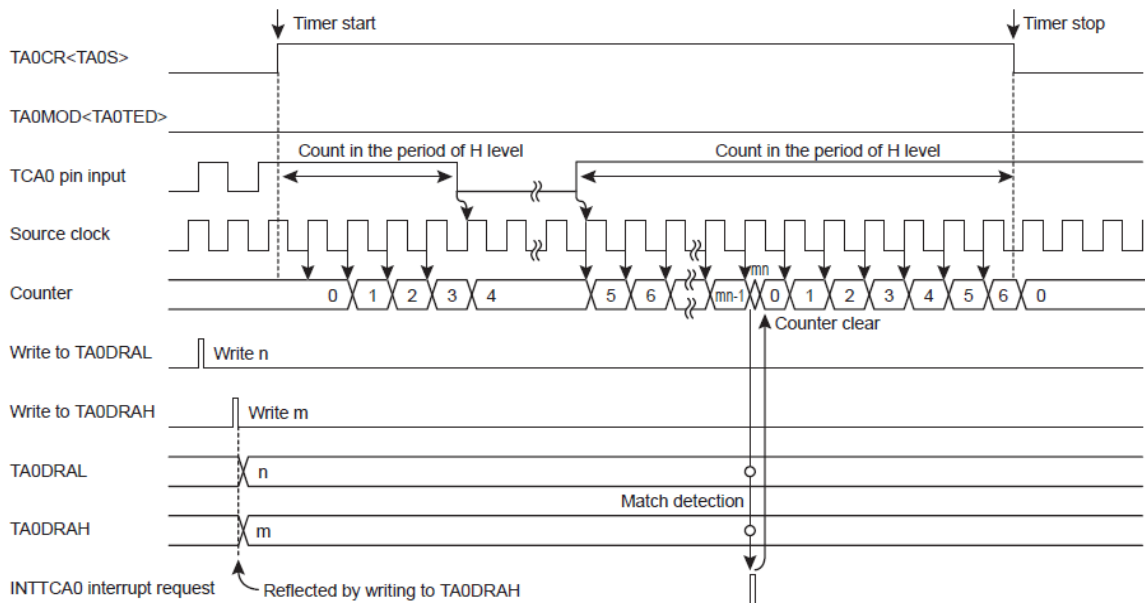 Timer start
Timer stop
TA0CR<TA0S>
TA0MOD<TA0TED>
Count in the period of H level
Count in the period of H level
TCA0 pin input
Source clock
mn
Counter
0 1 2 3 4 5 6 mn-1 0 1 2 3 4 5 6 0
Counter clear
Write to TA0DRAL
Write n
Write to TA0DRAH
Write m
TA0DRAL
n
Match detection
TA0DRAH
m
INTTCA0 interrupt request
Reflected by writing to TA0DRAH